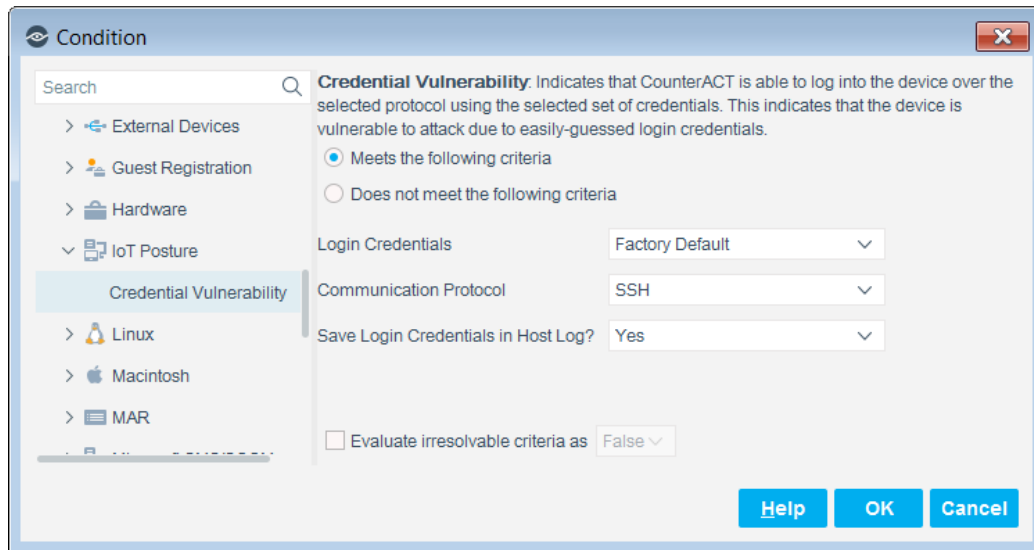 Condition
Search
External Devices
Guest Registration
Hardware
IoT Posture
Credential Vulnerability
Linux
Macintosh
MAR
Credential Vulnerability: Indicates that CounterACT is able to log into the device over the
selected protocol using the selected set of credentials. This indicates that the device is
vulnerable to attack due to easily-guessed login credentials.
Meets the following criteria
Does not meet the following criteria
Login Credentials Factory Default
Communication Protocol SSH
Save Login Credentials in Host Log? Yes
Evaluate irresolvable criteria as False
Help OK Cancel